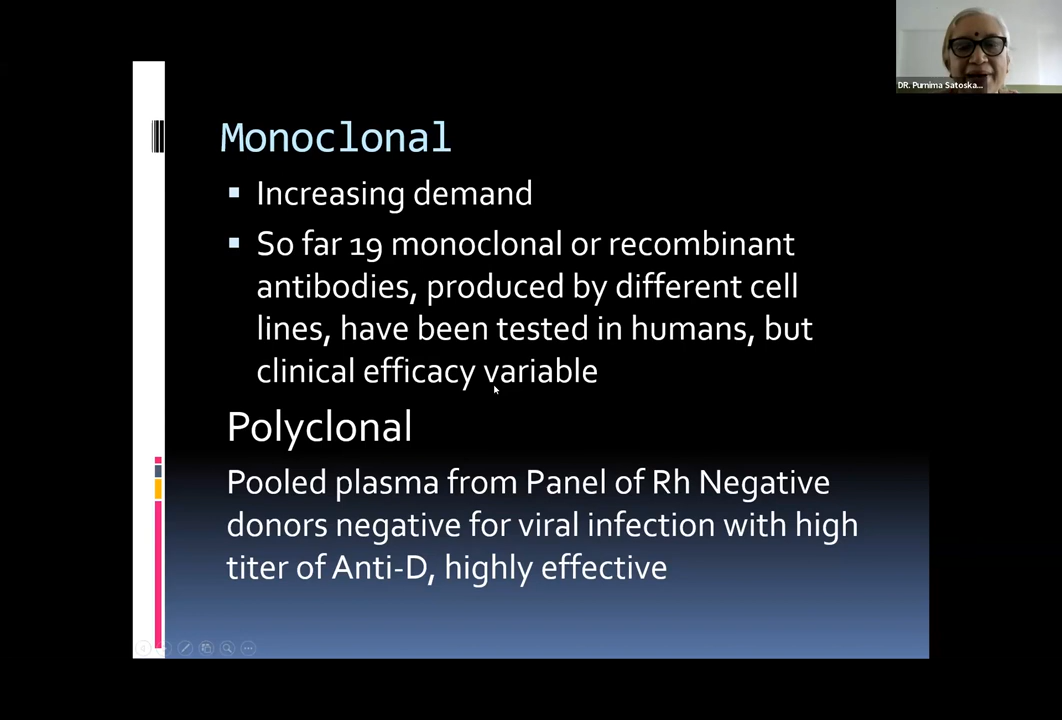 DR. Purnima Satoska...
Monoclonal
Increasing demand
So far 19 monoclonal or recombinant
antibodies, produced by different cell
lines, have been tested in humans, but
clinical efficacy variable
Polyclonal
Pooled plasma from Panel of Rh Negative
donors negative for viral infection with high
titer of Anti-D, highly effective